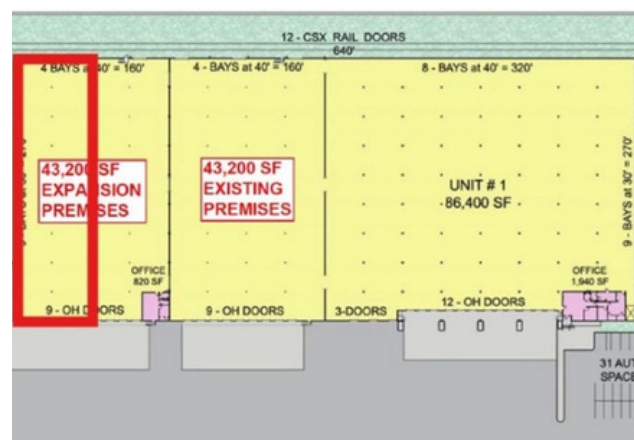 12 - CSX RAIL DOORS
640'
4 BAYS at 40' = 160'
4 - BAYS at 40' = 160'
8 - BAYS at 40' = 320'
43,200 SF
EXPANSION
PREMISES
43,200 SF
EXISTING
PREMISES
UNIT # 1
86,400 SF
9 - BAYS at 30' = 270'
OFFICE
820 SF
OFFICE
1,940 SF
9 - OH DOORS
9 - OH DOORS
3-DOORS
12 - OH DOORS
31 AUT
SPACE